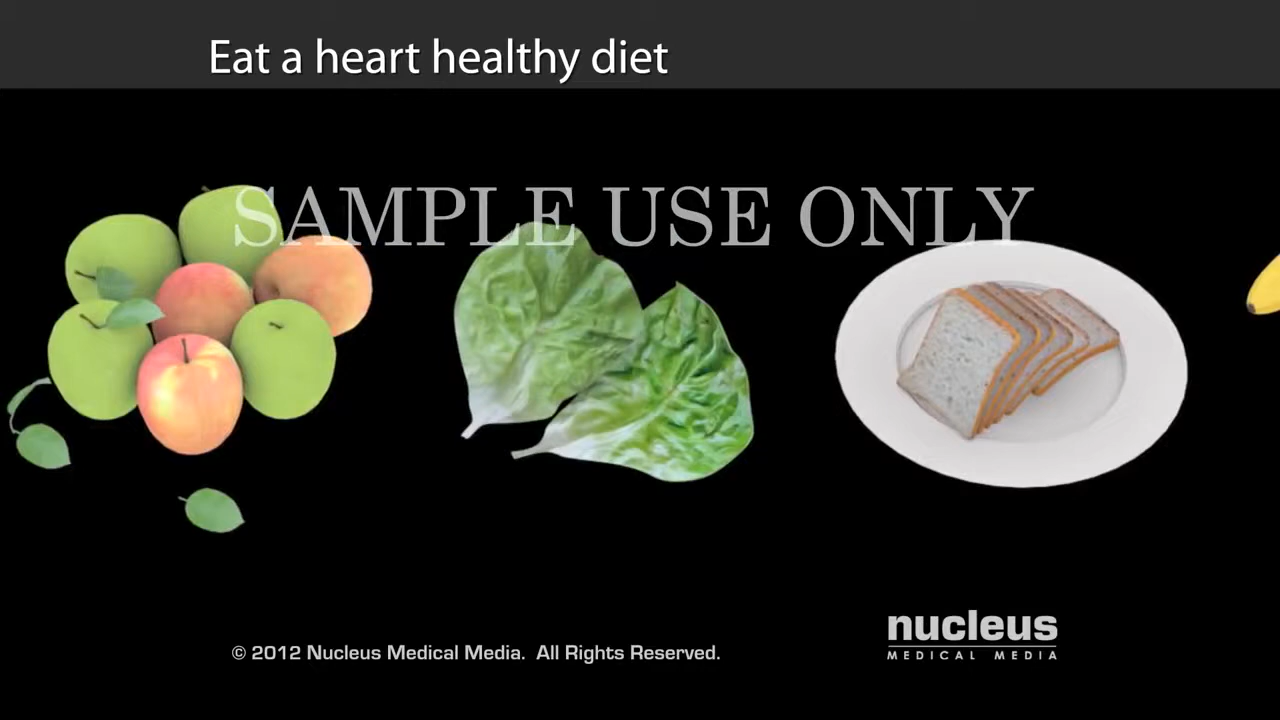 Eat a heart healthy diet
SAMPLE USE ONLY
nucleus
MEDICAL MEDIA
© 2012 Nucleus Medical Media. All Rights Reserved.